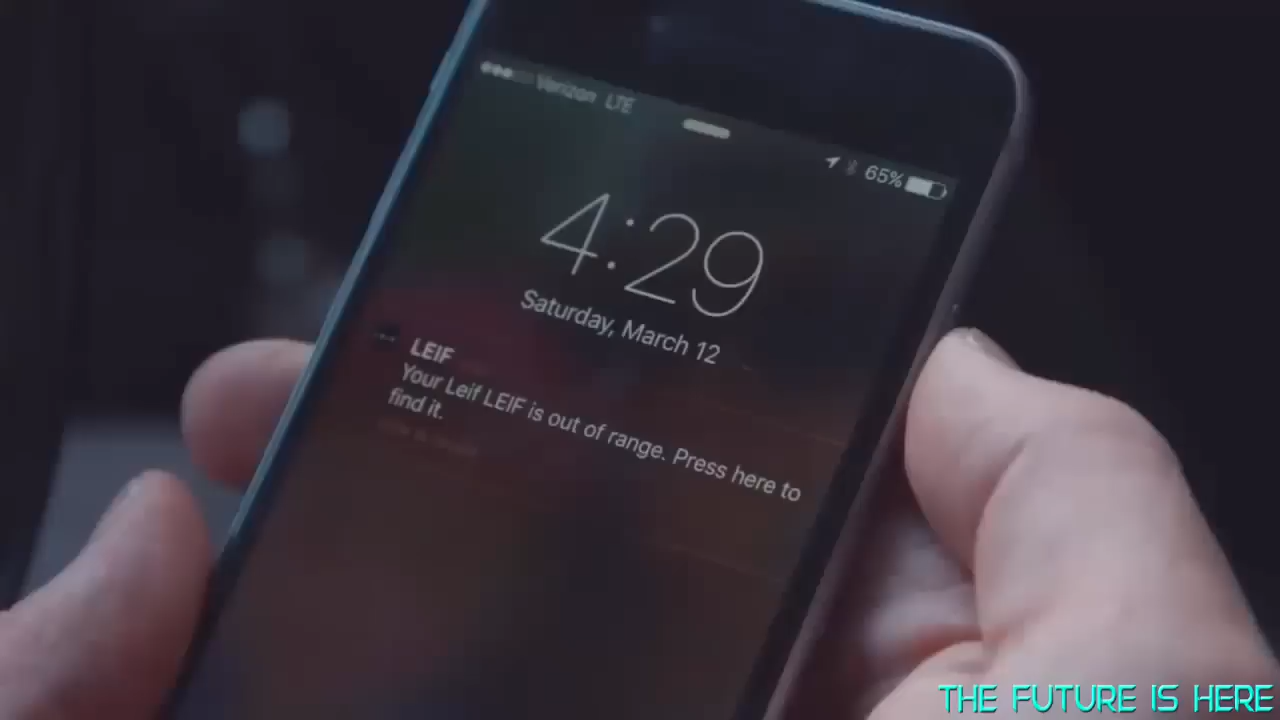 Verizon LTE
65%
4:29
Saturday, March 12
LEIF
Your Leif LEIF is out of range. Press here to
find it.
THE FUTURE IS HERE